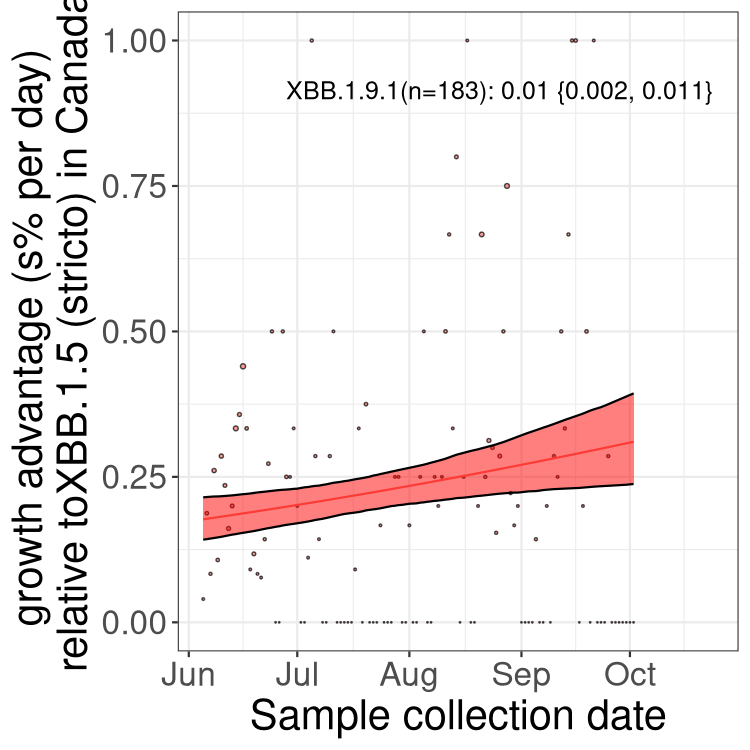 growth advantage (s% per day)
relative toXBB.1.5 (stricto) in Canada
1.00
0.75
0.50
0.25
0.00
XBB.1.9.1(n=183): 0.01 {0.002, 0.011}
Jun Jul Aug Sep Oct
Sample collection date